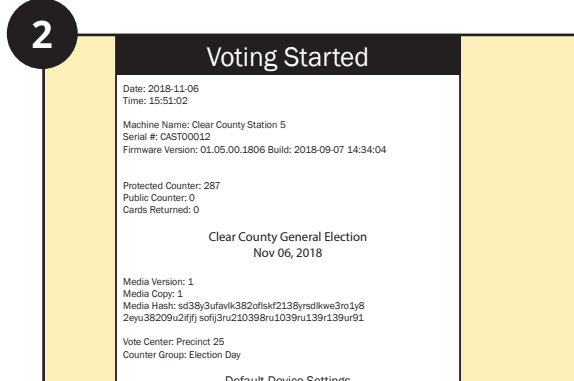 2
Voting Started
Date: 2018-11-06
Time: 15:51:02
Machine Name: Clear County Station 5
Serial #: CAST00012
Firmware Version: 01.05.00.1806 Build: 2018-09-07 14:34:04
Protected Counter: 287
Public Counter: 0
Cards Returned: 0
Clear County General Election
Nov 06, 2018
Media Version: 1
Media Copy: 1
Media Hash: sd38y3ufavlk382oflskf2138yrsdlkwe3ro1y8
2eyu38209u2ifjfj sofij3ru210398ru1039ru139r139ur91
Vote Center: Precinct 25
Counter Group: Election Day
Default Device Settings